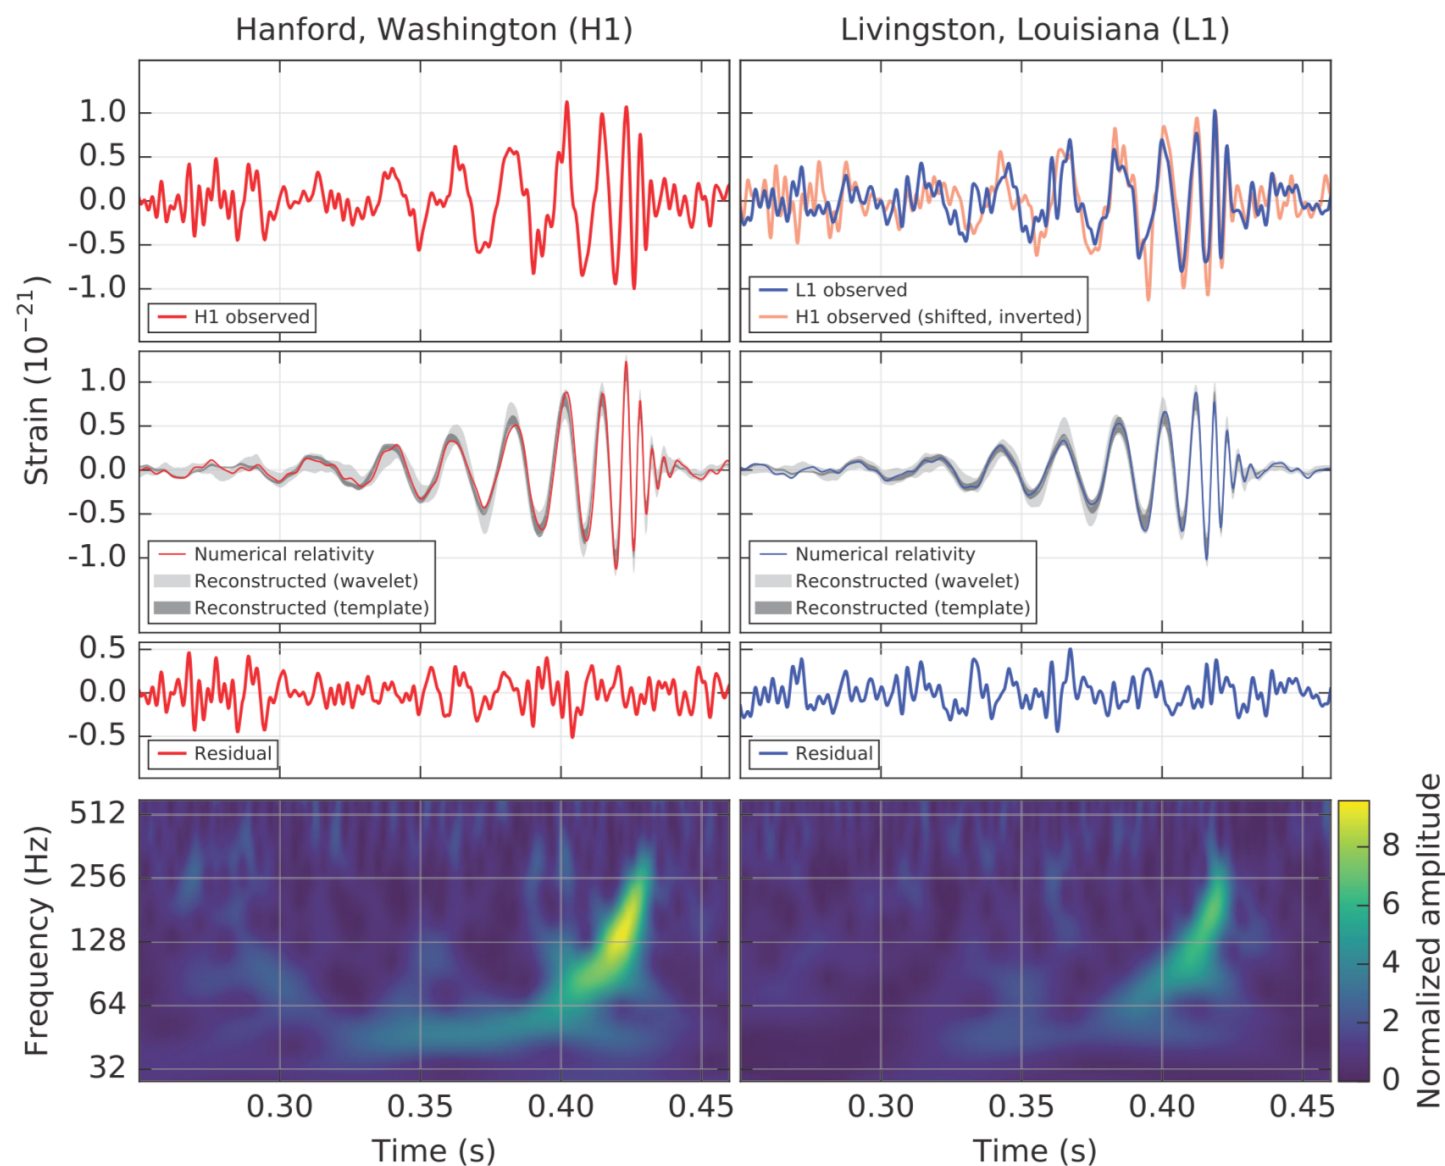 Hanford, Washington (H1)
Livingston, Louisiana (L1)
Strain (10⁻²¹)
1.0
0.5
0.0
-0.5
-1.0
H1 observed
L1 observed
H1 observed (shifted, inverted)
1.0
0.5
0.0
-0.5
-1.0
Numerical relativity
Reconstructed (wavelet)
Reconstructed (template)
Numerical relativity
Reconstructed (wavelet)
Reconstructed (template)
0.5
0.0
-0.5
Residual
Residual
Frequency (Hz)
512
256
128
64
32
Normalized amplitude
8
6
4
2
0
0.30 0.35 0.40 0.45
0.30 0.35 0.40 0.45
Time (s)
Time (s)